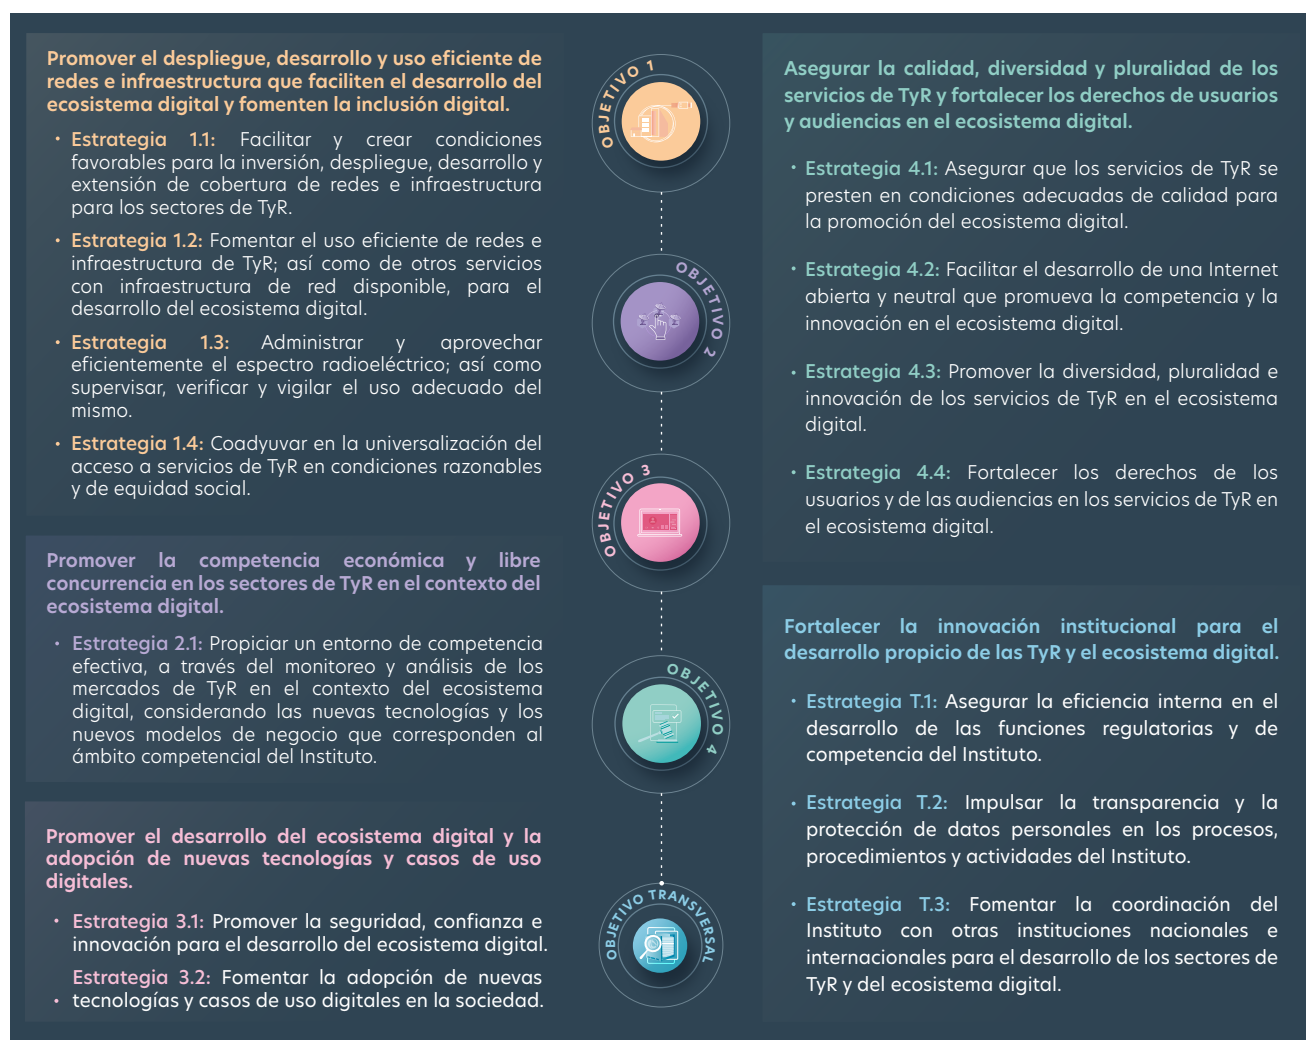 Promover el despliegue, desarrollo y uso eficiente de
redes e infraestructura que faciliten el desarrollo del
ecosistema digital y fomenten la inclusión digital.
• Estrategia 1.1: Facilitar y crear condiciones
favorables para la inversión, despliegue, desarrollo y
extensión de cobertura de redes e infraestructura
para los sectores de TyR.
• Estrategia 1.2: Fomentar el uso eficiente de redes e
infraestructura de TyR; así como de otros servicios
con infraestructura de red disponible, para el
desarrollo del ecosistema digital.
• Estrategia 1.3: Administrar y aprovechar
eficientemente el espectro radioeléctrico; así como
supervisar, verificar y vigilar el uso adecuado del
mismo.
• Estrategia 1.4: Coadyuvar en la universalización del
acceso a servicios de TyR en condiciones razonables
y de equidad social.
Promover la competencia económica y libre
concurrencia en los sectores de TyR en el contexto del
ecosistema digital.
• Estrategia 2.1: Propiciar un entorno de competencia
efectiva, a través del monitoreo y análisis de los
mercados de TyR en el contexto del ecosistema
digital, considerando las nuevas tecnologías y los
nuevos modelos de negocio que corresponden al
ámbito competencial del Instituto.
Promover el desarrollo del ecosistema digital y la
adopción de nuevas tecnologías y casos de uso
digitales.
• Estrategia 3.1: Promover la seguridad, confianza e
innovación para el desarrollo del ecosistema digital.
Estrategia 3.2: Fomentar la adopción de nuevas
• tecnologías y casos de uso digitales en la sociedad.
OBJETIVO 1
OBJETIVO 2
OBJETIVO 3
OBJETIVO 4
OBJETIVO TRANSVERSAL
Asegurar la calidad, diversidad y pluralidad de los
servicios de TyR y fortalecer los derechos de usuarios
y audiencias en el ecosistema digital.
• Estrategia 4.1: Asegurar que los servicios de TyR se
presten en condiciones adecuadas de calidad para
la promoción del ecosistema digital.
• Estrategia 4.2: Facilitar el desarrollo de una Internet
abierta y neutral que promueva la competencia y la
innovación en el ecosistema digital.
• Estrategia 4.3: Promover la diversidad, pluralidad e
innovación de los servicios de TyR en el ecosistema
digital.
• Estrategia 4.4: Fortalecer los derechos de los
usuarios y de las audiencias en los servicios de TyR en
el ecosistema digital.
Fortalecer la innovación institucional para el
desarrollo propicio de las TyR y el ecosistema digital.
• Estrategia T.1: Asegurar la eficiencia interna en el
desarrollo de las funciones regulatorias y de
competencia del Instituto.
• Estrategia T.2: Impulsar la transparencia y la
protección de datos personales en los procesos,
procedimientos y actividades del Instituto.
• Estrategia T.3: Fomentar la coordinación del
Instituto con otras instituciones nacionales e
internacionales para el desarrollo de los sectores de
TyR y del ecosistema digital.